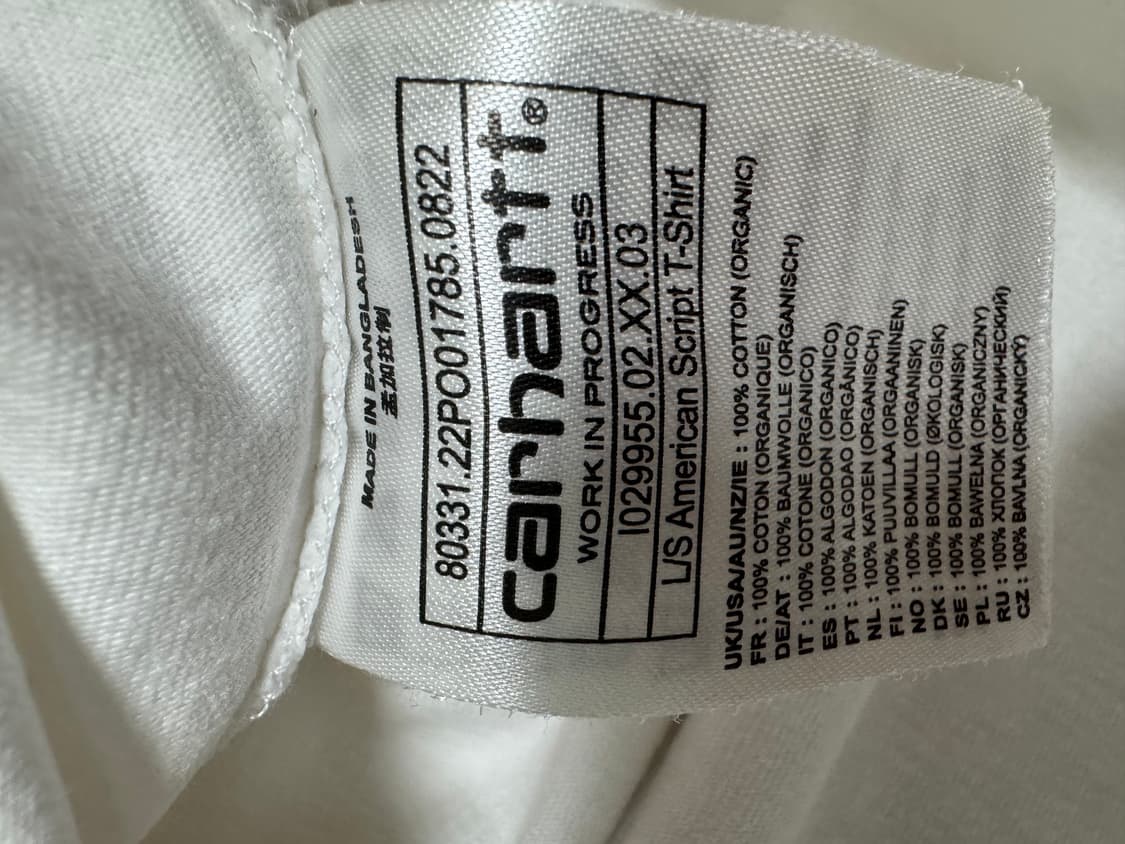 MADE IN BANGLADESH
孟加拉制
80331.22PO001785.0822
carhartt®
WORK IN PROGRESS
I029955.02.XX.03
L/S American Script T-Shirt
UK/USA/AUNZ/IE : 100% COTTON (ORGANIC)
FR : 100% COTON (ORGANIQUE)
DE/AT : 100% BAUMWOLLE (ORGANISCH)
IT : 100% COTONE (ORGANICO)
ES : 100% ALGODON (ORGANICO)
PT : 100% ALGODAO (ORGÂNICO)
NL : 100% KATOEN (ORGANISCH)
FI : 100% PUUVILLAA (ORGAANINEN)
NO : 100% BOMULL (ORGANISK)
DK : 100% BOMULD (ØKOLOGISK)
SE : 100% BOMULL (ORGANISK)
PL : 100% BAWEŁNA (ORGANICZNY)
RU : 100% ХЛОПОК (ОРГАНИЧЕСКИЙ)
CZ : 100% BAVLNA (ORGANICKÝ)